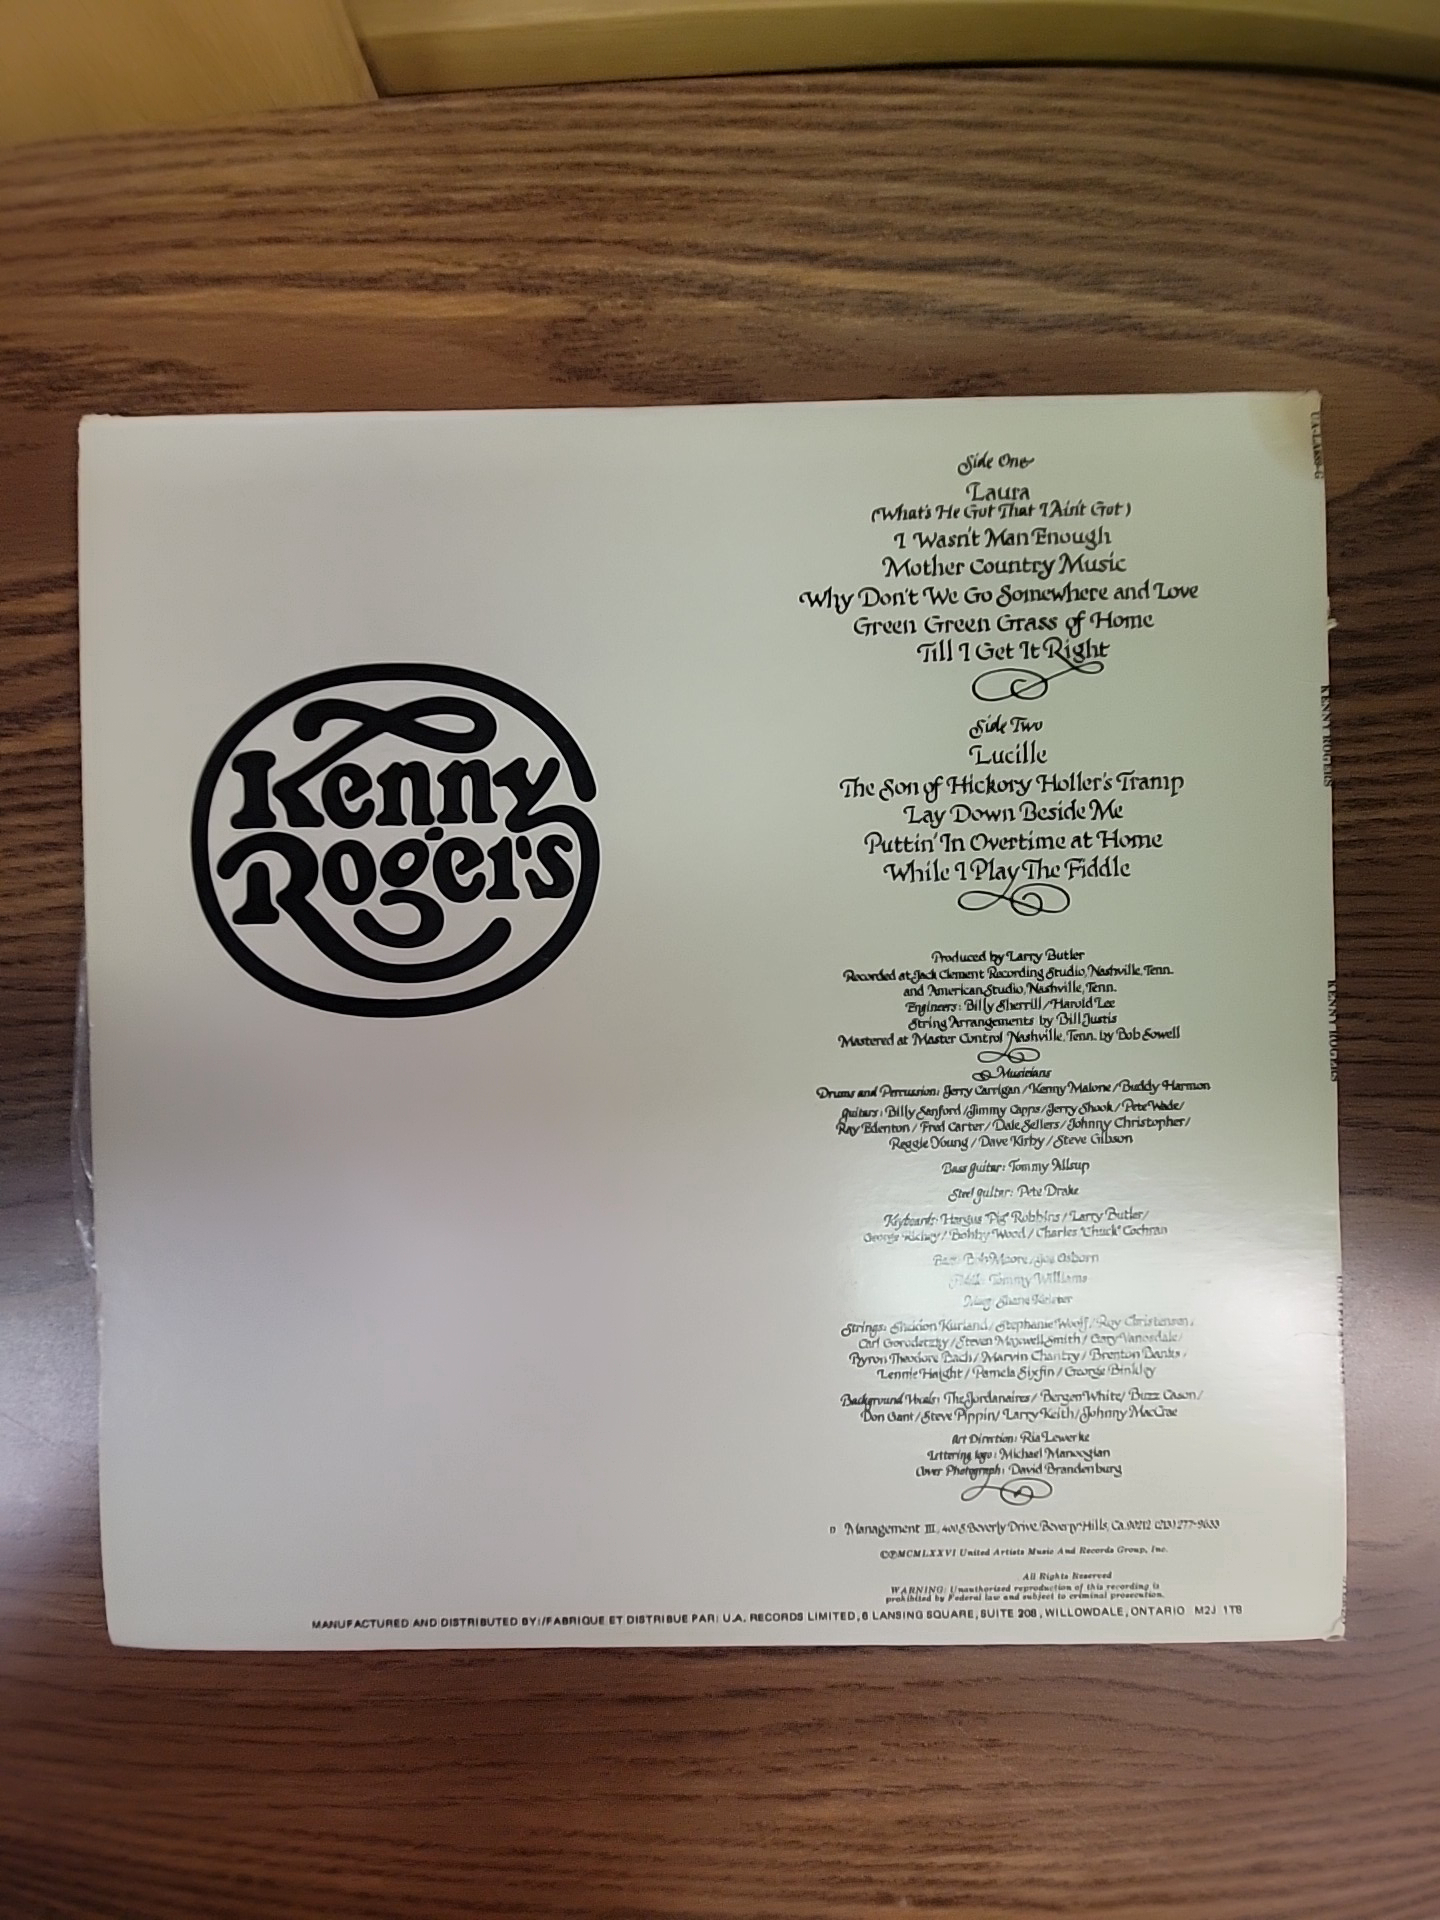 Kenny
Rogers
Side One
Laura
(What's He Got That I Ain't Got)
I Wasn't Man Enough
Mother Country Music
Why Don't We Go Somewhere and Love
Green Green Grass of Home
Till I Get It Right
Side Two
Lucille
The Son of Hickory Holler's Tramp
Lay Down Beside Me
Puttin' In Overtime at Home
While I Play The Fiddle
Produced by Larry Butler
Recorded at Jack Clement Recording Studio, Nashville, Tenn.
and American Studio, Nashville, Tenn.
Engineers: Billy Sherrill/Harold Lee
String Arrangements by Bill Justis
Mastered at Master Control Nashville, Tenn. by Bob Sowell
Musicians
Drums and Percussion: Jerry Carrigan/Kenny Malone/Buddy Harmon
Guitars: Billy Sanford/Jimmy Capps/Jerry Shook/Pete Wade/
Ray Edenton/Fred Carter/Dale Sellers/Johnny Christopher/
Reggie Young/Dave Kirby/Steve Gibson
Bass guitar: Tommy Allsup
Steel guitar: Pete Drake
Keyboards: Hargus "Pig" Robbins/Larry Butler/
George Richey/Bobby Wood/Charles "Chuck" Cochran
Bass: Bob Moore/Joe Osborn
Fiddle: Tommy Williams
Shane Keister
Strings: Sheldon Kurland/Stephanie Woolf/Roy Christensen/
Carl Gorodetzky/Steven Maxwell Smith/Gary Vanosdale/
Byron Theodore Bach/Marvin Chantry/Brenton Banks/
Lennie Haight/Pamela Sixfin/George Binkley
Background Vocals: The Jordanaires/Bergen White/Buzz Cason/
Don Gant/Steve Pippin/Larry Keith/Johnny MacCrae
Art Direction: Ria Lewerke
Lettering logo: Michael Manoogian
Cover Photograph: David Brandenburg
Management III, 400 S. Beverly Drive Beverly Hills, Ca. 90212 (213) 277-9633
©℗MCMLXXVI United Artists Music And Records Group, Inc.
All Rights Reserved
WARNING: Unauthorized reproduction of this recording is
prohibited by Federal law and subject to criminal prosecution.
MANUFACTURED AND DISTRIBUTED BY:/FABRIQUE ET DISTRIBUE PAR: U.A. RECORDS LIMITED, 6 LANSING SQUARE, SUITE 208, WILLOWDALE, ONTARIO M2J 1T8
KENNY ROGERS
KENNY ROGERS